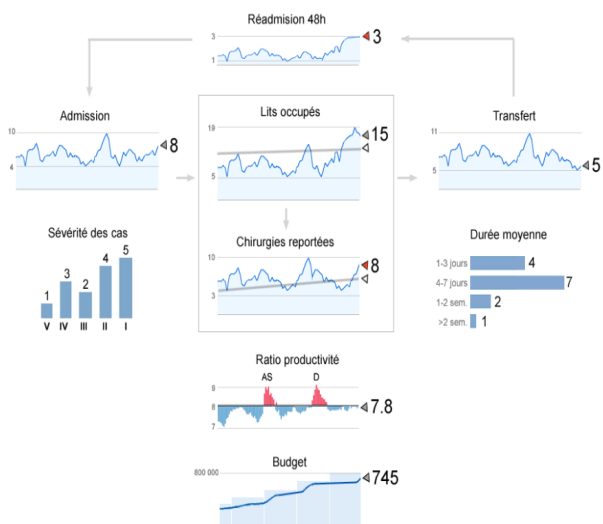 Réadmision 48h
3
1
3
Admission
10
4
8
Lits occupés
19
5
15
Transfert
11
5
5
Sévérité des cas
1
3
2
4
5
V IV III II I
Chirurgies reportées
10
3
8
Durée moyenne
1-3 jours 4
4-7 jours 7
1-2 sem. 2
>2 sem. 1
Ratio productivité
AS D
9
8
7
7.8
Budget
800 000
745